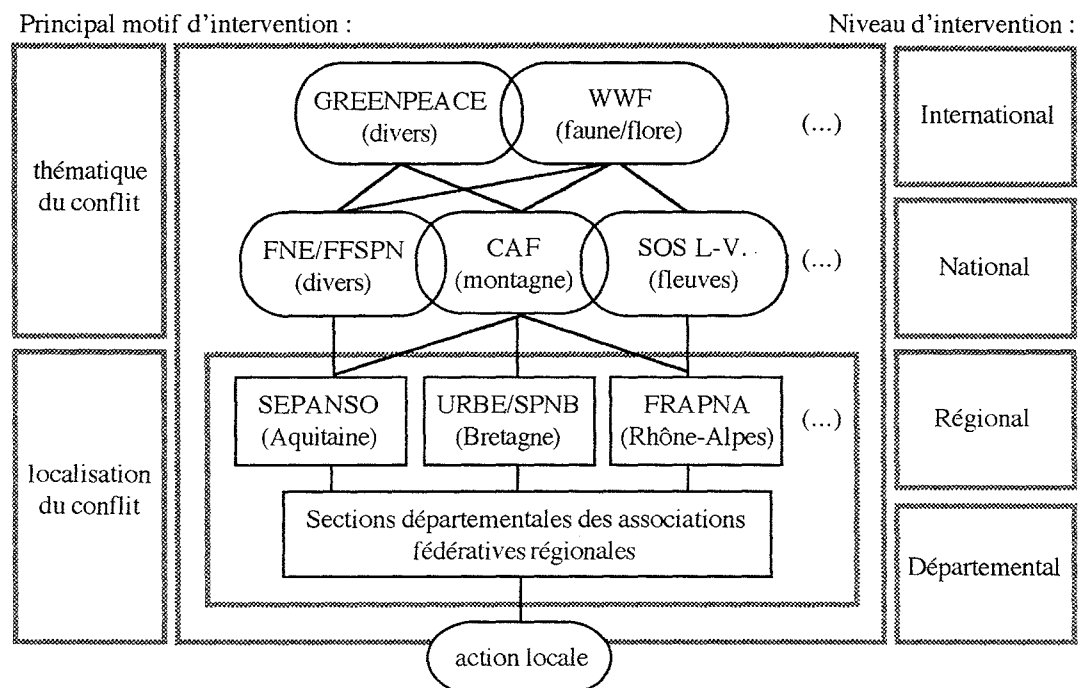 Principal motif d'intervention :
Niveau d'intervention :
thématique
du conflit
localisation
du conflit
GREENPEACE
(divers)
WWF
(faune/flore)
(...)
FNE/FFSPN
(divers)
CAF
(montagne)
SOS L-V.
(fleuves)
(...)
SEPANSO
(Aquitaine)
URBE/SPNB
(Bretagne)
FRAPNA
(Rhône-Alpes)
(...)
Sections départementales des associations
fédératives régionales
action locale
International
National
Régional
Départemental